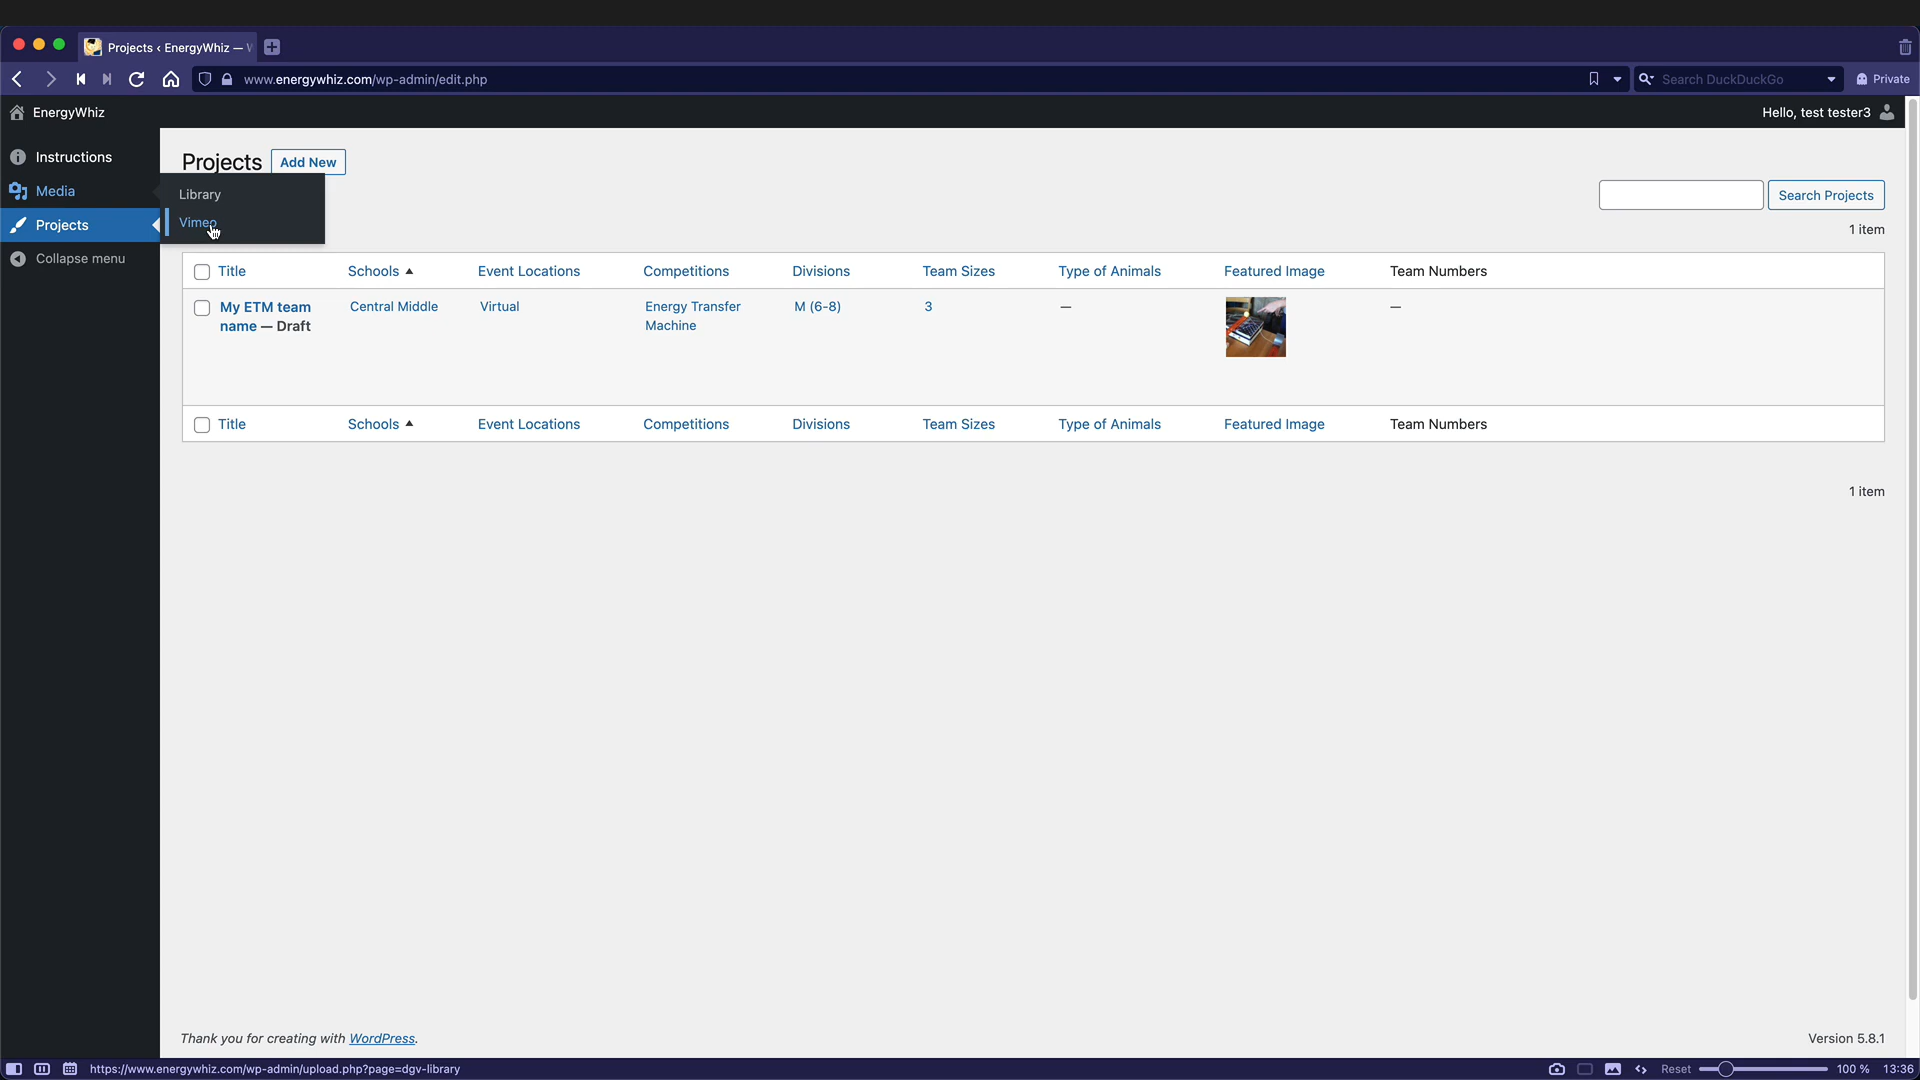 Projects ‹ EnergyWhiz — W
www.energywhiz.com/wp-admin/edit.php
Search DuckDuckGo
Private
EnergyWhiz
Hello, test tester3
Instructions
Media
Projects
Collapse menu
Library
Vimeo
Projects
Add New
Search Projects
1 item
Title Schools Event Locations Competitions Divisions Team Sizes Type of Animals Featured Image Team Numbers
My ETM team Central Middle Virtual Energy Transfer M (6-8) 3 — —
name — Draft Machine
Title Schools Event Locations Competitions Divisions Team Sizes Type of Animals Featured Image Team Numbers
1 item
Thank you for creating with WordPress.
Version 5.8.1
https://www.energywhiz.com/wp-admin/upload.php?page=dgv-library
Reset
100 %
13:36